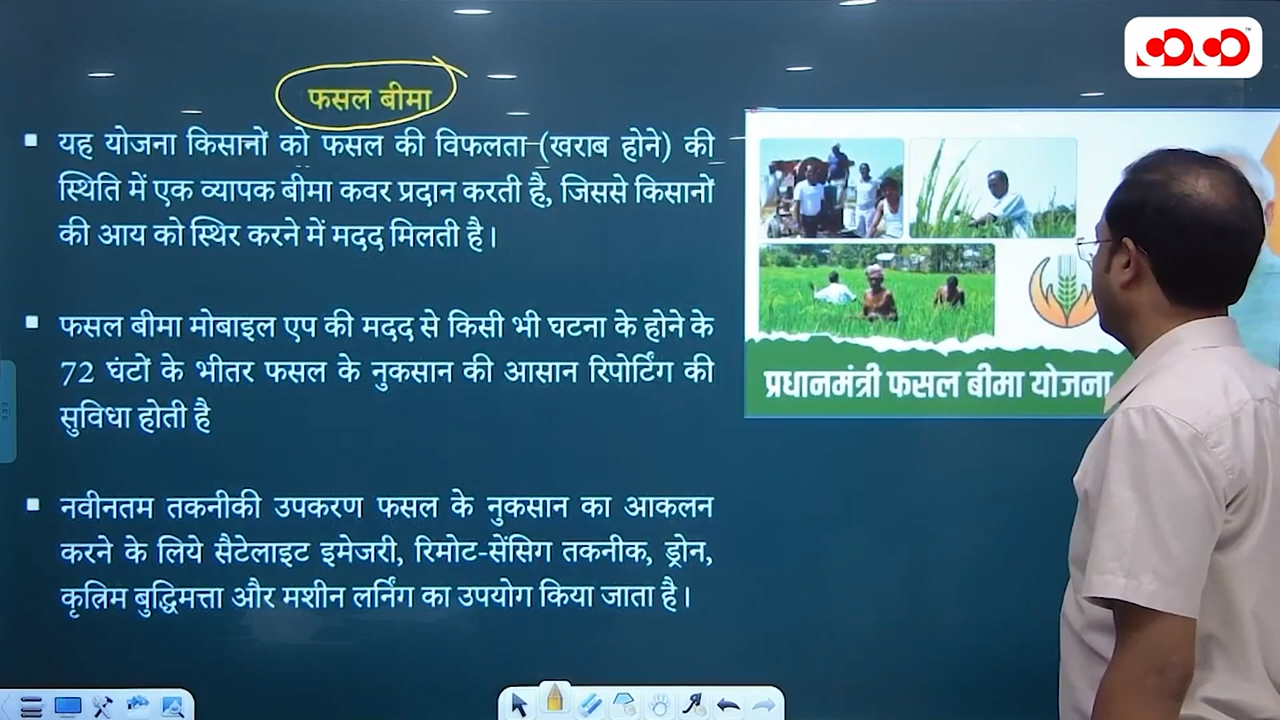 फसल बीमा
यह योजना किसानों को फसल की विफलता (खराब होने) की
स्थिति में एक व्यापक बीमा कवर प्रदान करती है, जिससे किसानों
की आय को स्थिर करने में मदद मिलती है।
फसल बीमा मोबाइल एप की मदद से किसी भी घटना के होने के
72 घंटों के भीतर फसल के नुकसान की आसान रिपोर्टिंग की
सुविधा होती है
नवीनतम तकनीकी उपकरण फसल के नुकसान का आकलन
करने के लिये सैटेलाइट इमेजरी, रिमोट-सेंसिग तकनीक, ड्रोन,
कृत्रिम बुद्धिमत्ता और मशीन लर्निंग का उपयोग किया जाता है।
प्रधानमंत्री फसल बीमा योजना